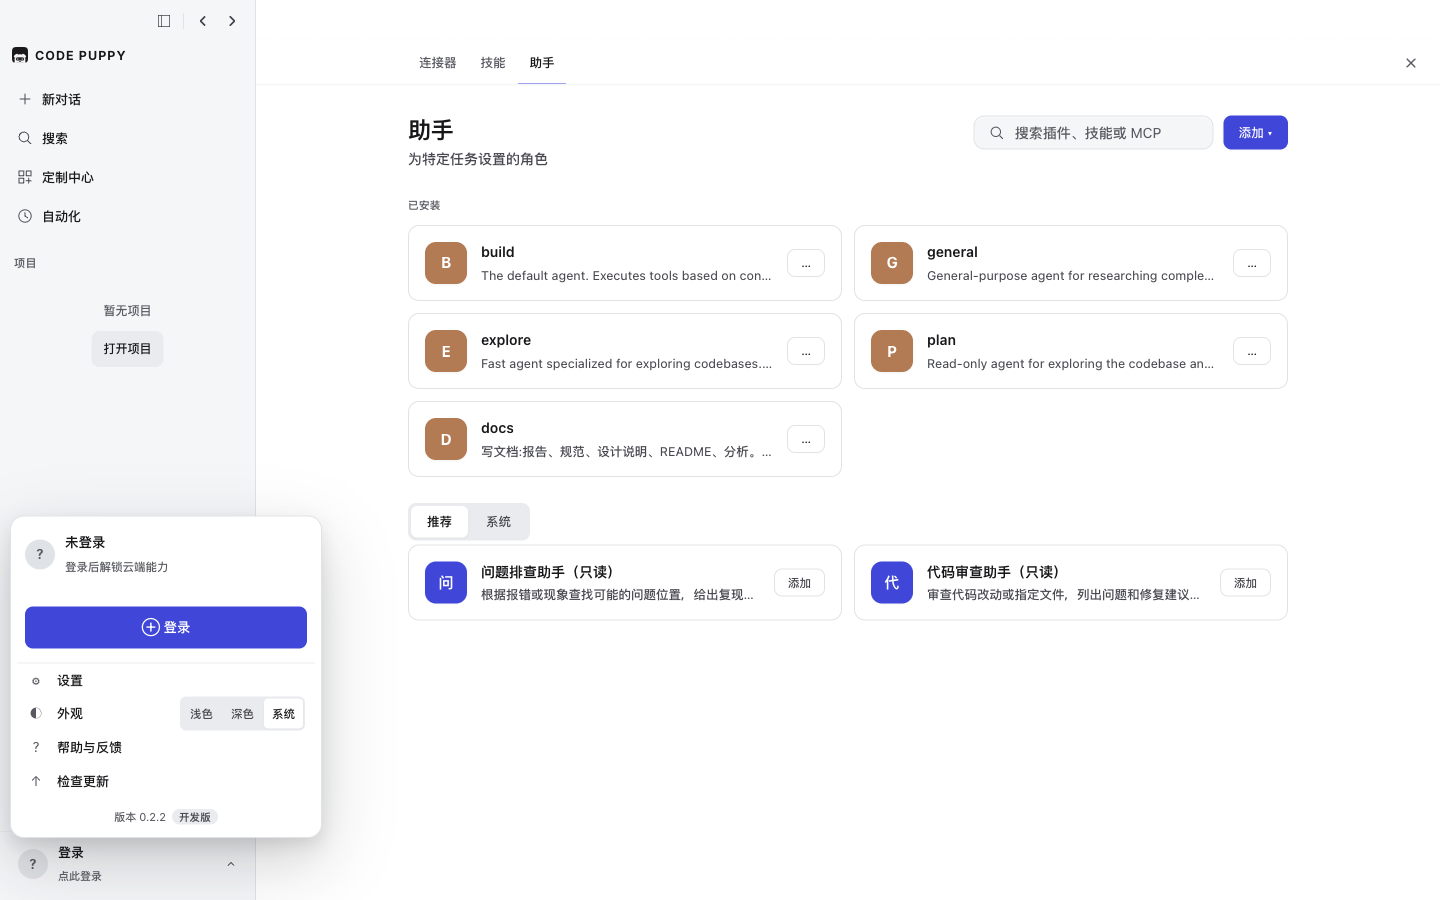 CODE PUPPY
新对话
搜索
定制中心
自动化
项目
暂无项目
打开项目
? 未登录
登录后解锁云端能力
登录
设置
外观 浅色 深色 系统
? 帮助与反馈
检查更新
版本 0.2.2 开发版
? 登录
点此登录
连接器 技能 助手
助手
为特定任务设置的角色
搜索插件、技能或 MCP
添加
已安装
B build
The default agent. Executes tools based on con...
...
G general
General-purpose agent for researching comple...
...
E explore
Fast agent specialized for exploring codebases....
...
P plan
Read-only agent for exploring the codebase an...
...
D docs
写文档:报告、规范、设计说明、README、分析。...
...
推荐 系统
问 问题排查助手（只读）
根据报错或现象查找可能的问题位置，给出复现...
添加
代 代码审查助手（只读）
审查代码改动或指定文件，列出问题和修复建议...
添加